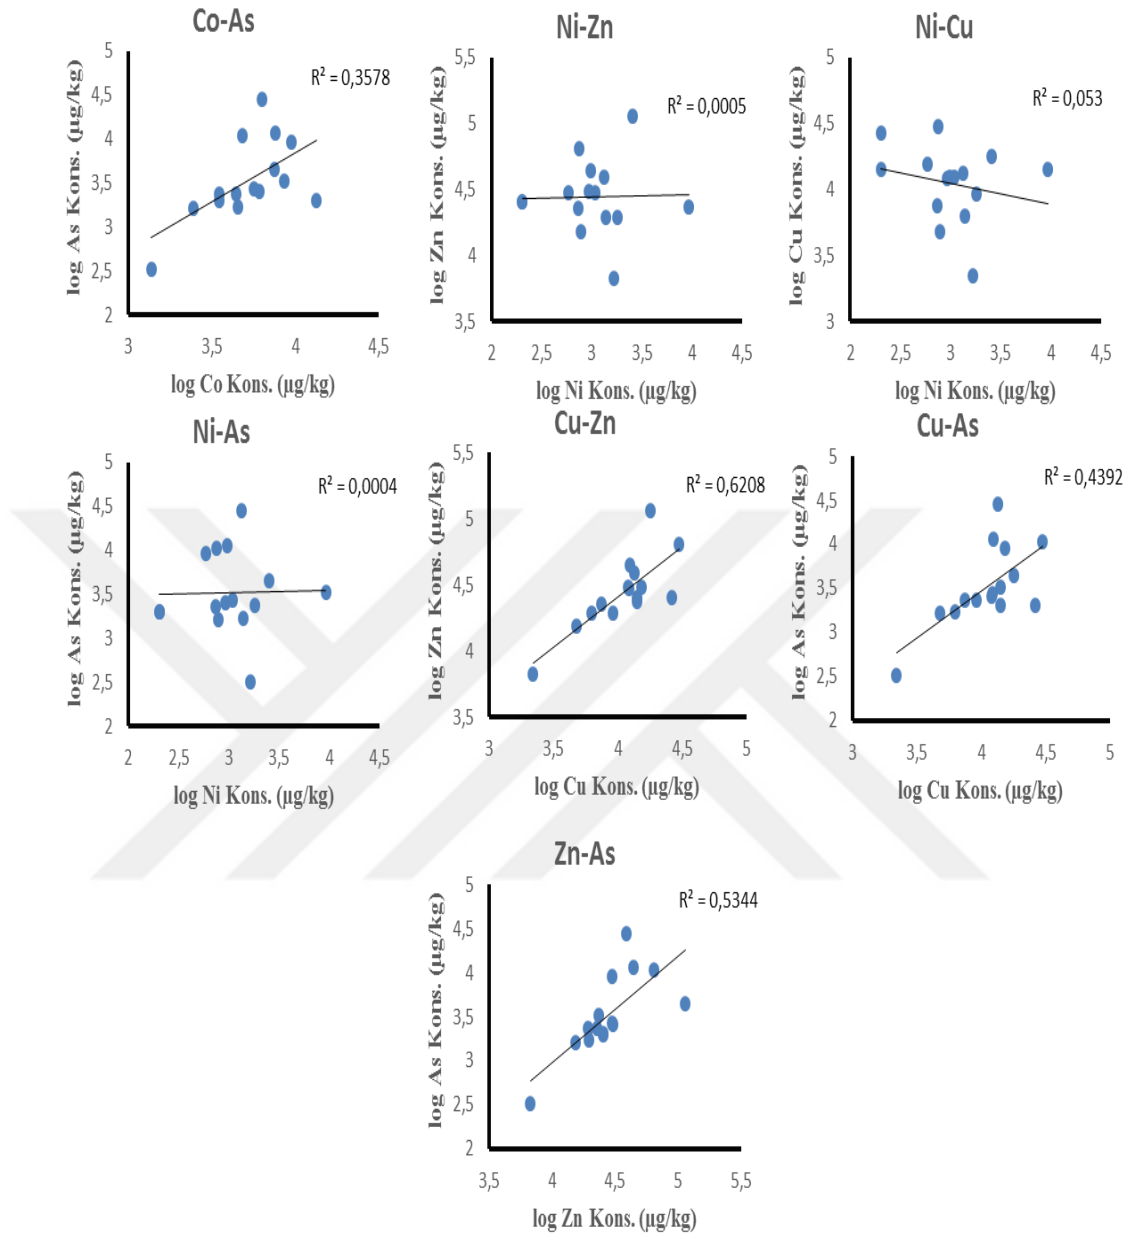 Co-As
R² = 0,3578
log As Kons. (µg/kg)
5
4,5
4
3,5
3
2,5
2
3 3,5 4 4,5
log Co Kons. (µg/kg)
Ni-Zn
R² = 0,0005
log Zn Kons. (µg/kg)
5,5
5
4,5
4
3,5
2 2,5 3 3,5 4 4,5
log Ni Kons. (µg/kg)
Ni-Cu
R² = 0,053
log Cu Kons. (µg/kg)
5
4,5
4
3,5
3
2 2,5 3 3,5 4 4,5
log Ni Kons. (µg/kg)
Ni-As
R² = 0,0004
log As Kons. (µg/kg)
5
4,5
4
3,5
3
2,5
2
2 2,5 3 3,5 4 4,5
log Ni Kons. (µg/kg)
Cu-Zn
R² = 0,6208
log Zn Kons. (µg/kg)
5,5
5
4,5
4
3,5
3 3,5 4 4,5 5
log Cu Kons. (µg/kg)
Cu-As
R² = 0,4392
log As Kons. (µg/kg)
5
4,5
4
3,5
3
2,5
2
3 3,5 4 4,5 5
log Cu Kons. (µg/kg)
Zn-As
R² = 0,5344
log As Kons. (µg/kg)
5
4,5
4
3,5
3
2,5
2
3,5 4 4,5 5 5,5
log Zn Kons. (µg/kg)